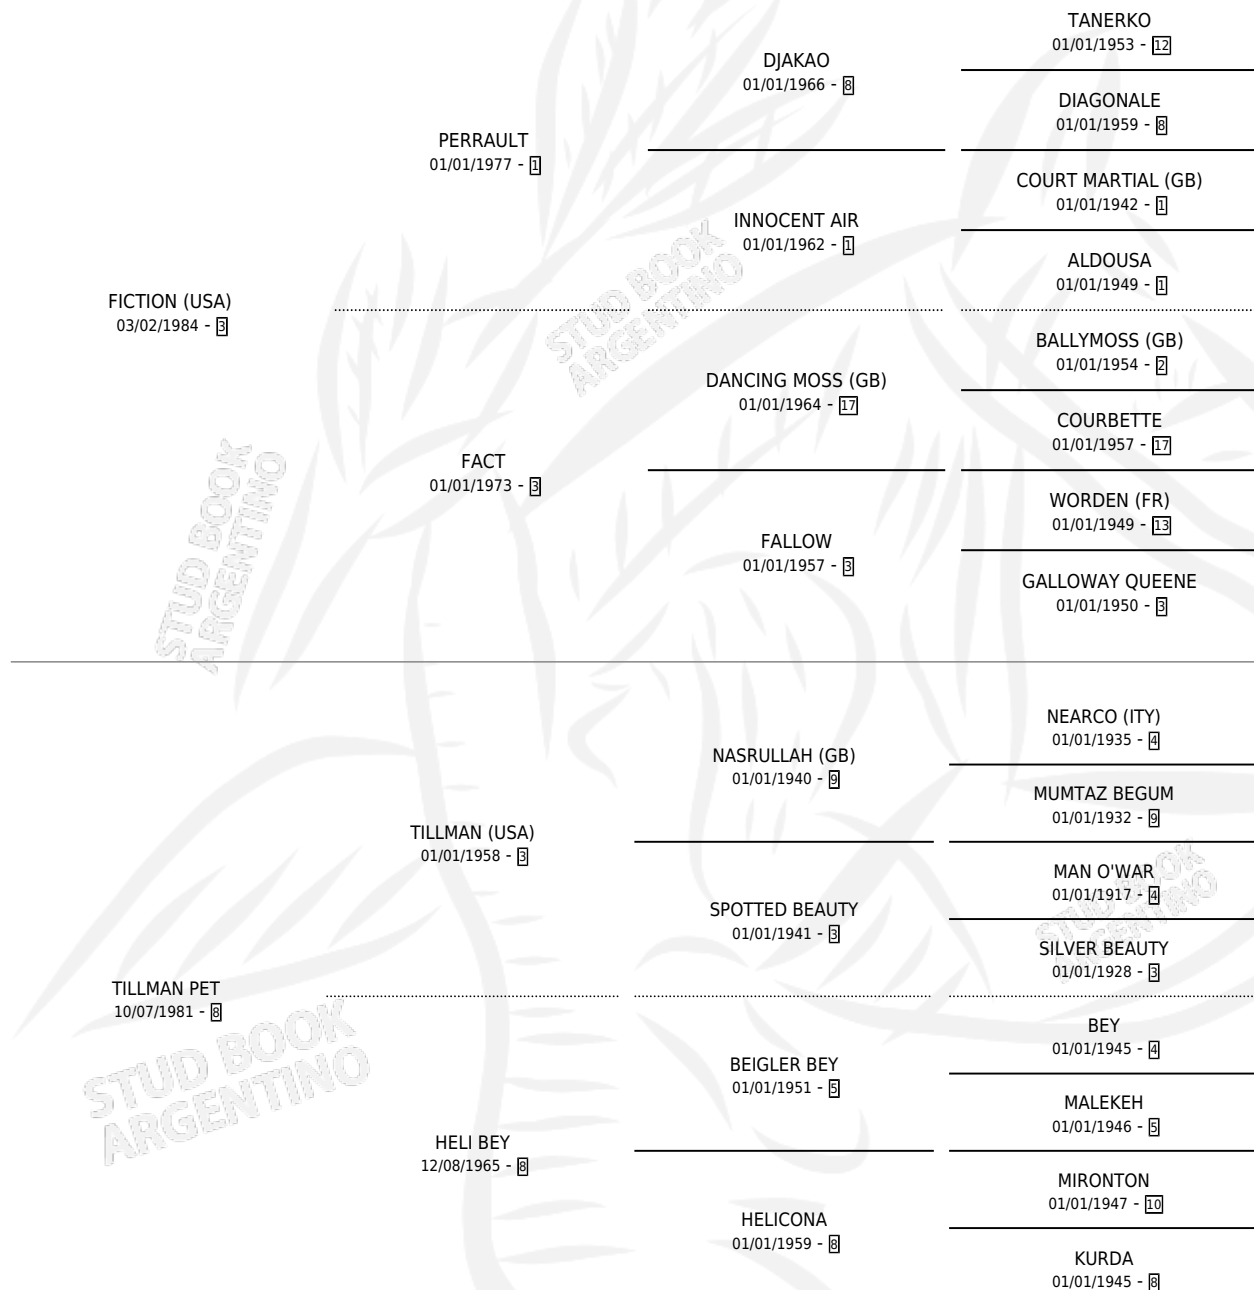 TANERKO
01/01/1953 - 12
DJAKAO
01/01/1966 - 8
DIAGONALE
01/01/1959 - 8
PERRAULT
01/01/1977 - 1
COURT MARTIAL (GB)
01/01/1942 - 1
INNOCENT AIR
01/01/1962 - 1
ALDOUSA
01/01/1949 - 1
FICTION (USA)
03/02/1984 - 3
STUD BOOK
ARGENTINO
BALLYMOSS (GB)
01/01/1954 - 2
DANCING MOSS (GB)
01/01/1964 - 17
COURBETTE
01/01/1957 - 17
FACT
01/01/1973 - 3
WORDEN (FR)
01/01/1949 - 13
FALLOW
01/01/1957 - 3
GALLOWAY QUEENE
01/01/1950 - 3
STUD BOOK
ARGENTINO
NEARCO (ITY)
01/01/1935 - 4
NASRULLAH (GB)
01/01/1940 - 9
MUMTAZ BEGUM
01/01/1932 - 9
TILLMAN (USA)
01/01/1958 - 3
MAN O'WAR
01/01/1917 - 4
SPOTTED BEAUTY
01/01/1941 - 3
SILVER BEAUTY
01/01/1928 - 3
STUD BOOK
ARGENTINO
TILLMAN PET
10/07/1981 - 8
BEY
01/01/1945 - 4
BEIGLER BEY
01/01/1951 - 5
MALEKEH
01/01/1946 - 5
STUD BOOK
ARGENTINO
HELI BEY
12/08/1965 - 8
MIRONTON
01/01/1947 - 10
HELICONA
01/01/1959 - 8
KURDA
01/01/1945 - 8